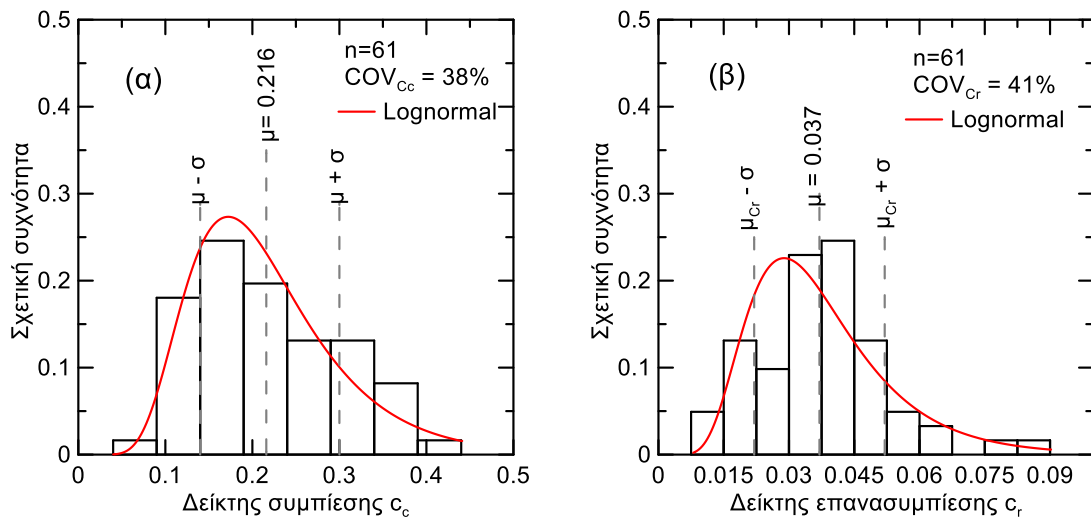 (α)
n=61
COV_Cc = 38%
Lognormal
μ - σ
μ= 0.216
μ + σ
Σχετική συχνότητα
0.5
0.4
0.3
0.2
0.1
0
0 0.1 0.2 0.3 0.4 0.5
Δείκτης συμπίεσης c_c
(β)
n=61
COV_Cr = 41%
Lognormal
μ_Cr - σ
μ = 0.037
μ_Cr + σ
Σχετική συχνότητα
0.5
0.4
0.3
0.2
0.1
0
0 0.015 0.03 0.045 0.06 0.075 0.09
Δείκτης επανασυμπίεσης c_r